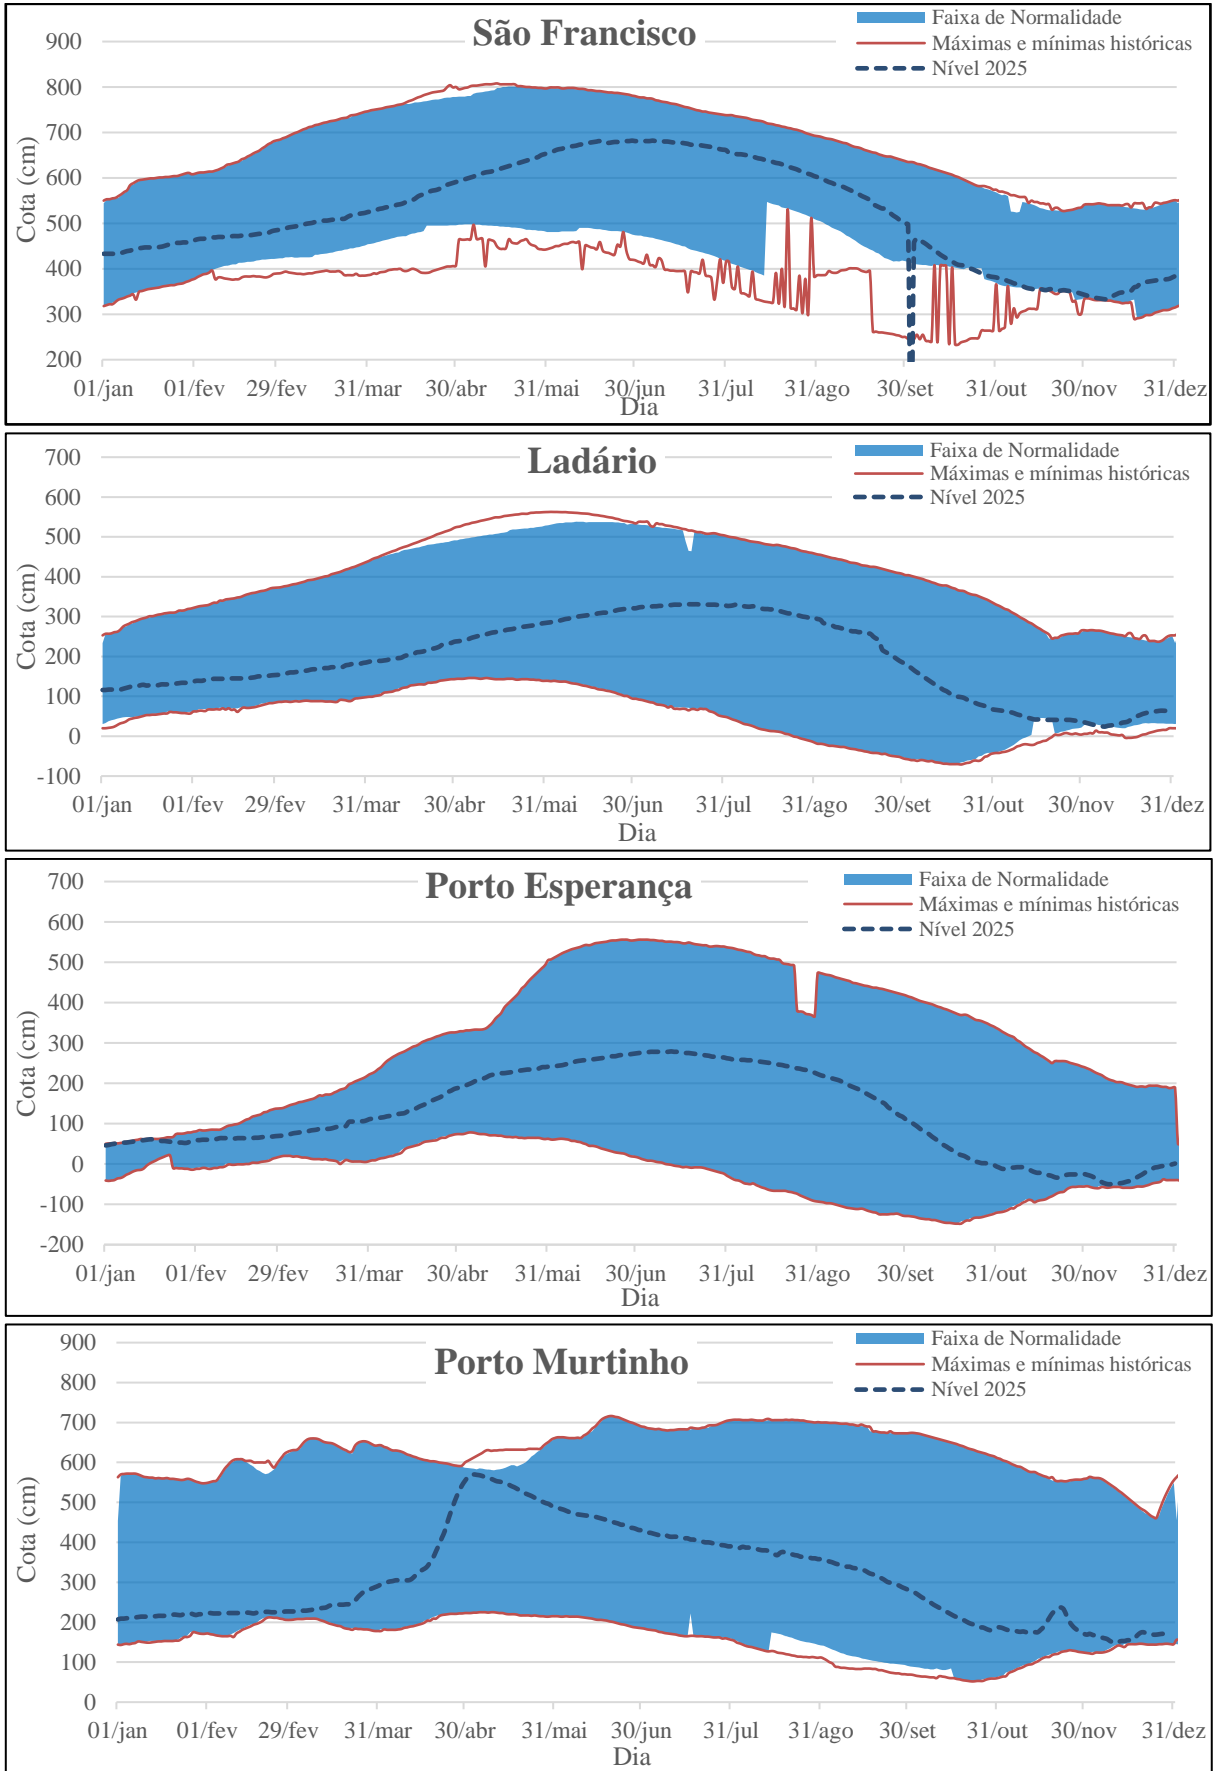 São Francisco
Faixa de Normalidade
Máximas e mínimas históricas
Nível 2025
Cota (cm)
900
800
700
600
500
400
300
200
01/jan 01/fev 29/fev 31/mar 30/abr 31/mai 30/jun 31/jul 31/ago 30/set 31/out 30/nov 31/dez
Dia
Ladário
Faixa de Normalidade
Máximas e mínimas históricas
Nível 2025
Cota (cm)
700
600
500
400
300
200
100
0
-100
01/jan 01/fev 29/fev 31/mar 30/abr 31/mai 30/jun 31/jul 31/ago 30/set 31/out 30/nov 31/dez
Dia
Porto Esperança
Faixa de Normalidade
Máximas e mínimas históricas
Nível 2025
Cota (cm)
700
600
500
400
300
200
100
0
-100
-200
01/jan 01/fev 29/fev 31/mar 30/abr 31/mai 30/jun 31/jul 31/ago 30/set 31/out 30/nov 31/dez
Dia
Porto Murtinho
Faixa de Normalidade
Máximas e mínimas históricas
Nível 2025
Cota (cm)
900
800
700
600
500
400
300
200
100
0
01/jan 01/fev 29/fev 31/mar 30/abr 31/mai 30/jun 31/jul 31/ago 30/set 31/out 30/nov 31/dez
Dia